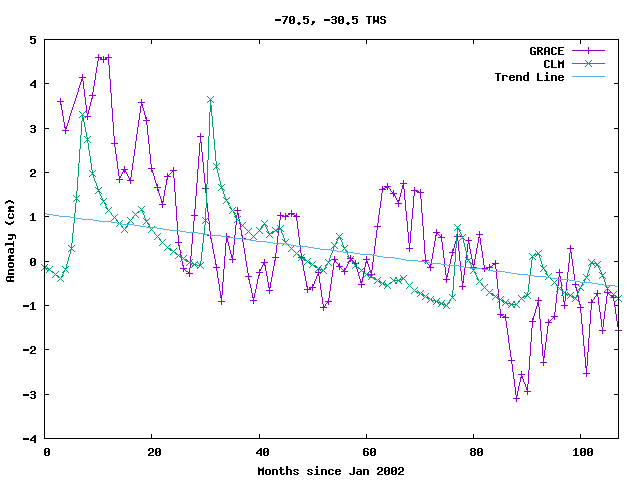 -70.5, -30.5 TWS
GRACE
CLM
Trend Line
5
4
3
2
1
0
-1
-2
-3
-4
Anomaly (cm)
0 20 40 60 80 100
Months since Jan 2002